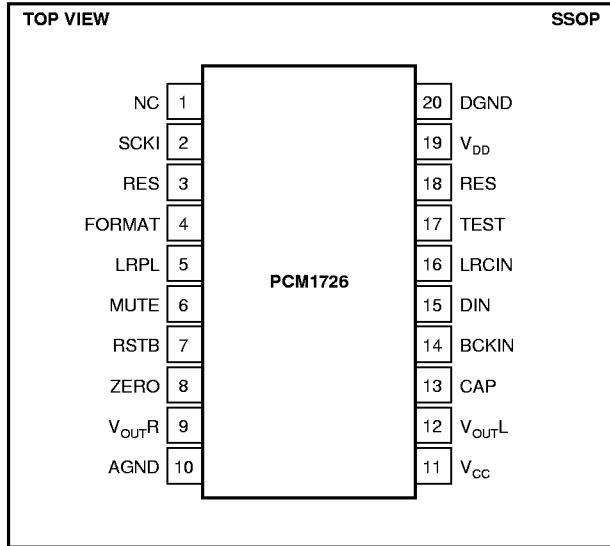 TOP VIEW SSOP
NC 1 20 DGND
SCKI 2 19 VDD
RES 3 18 RES
FORMAT 4 17 TEST
LRPL 5 16 LRCIN
PCM1726
MUTE 6 15 DIN
RSTB 7 14 BCKIN
ZERO 8 13 CAP
VOUTR 9 12 VOUTL
AGND 10 11 VCC